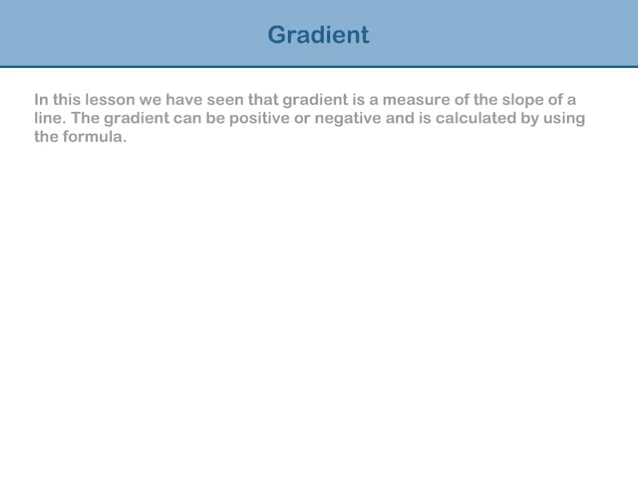 Gradient
In this lesson we have seen that gradient is a measure of the slope of a
line. The gradient can be positive or negative and is calculated by using
the formula.